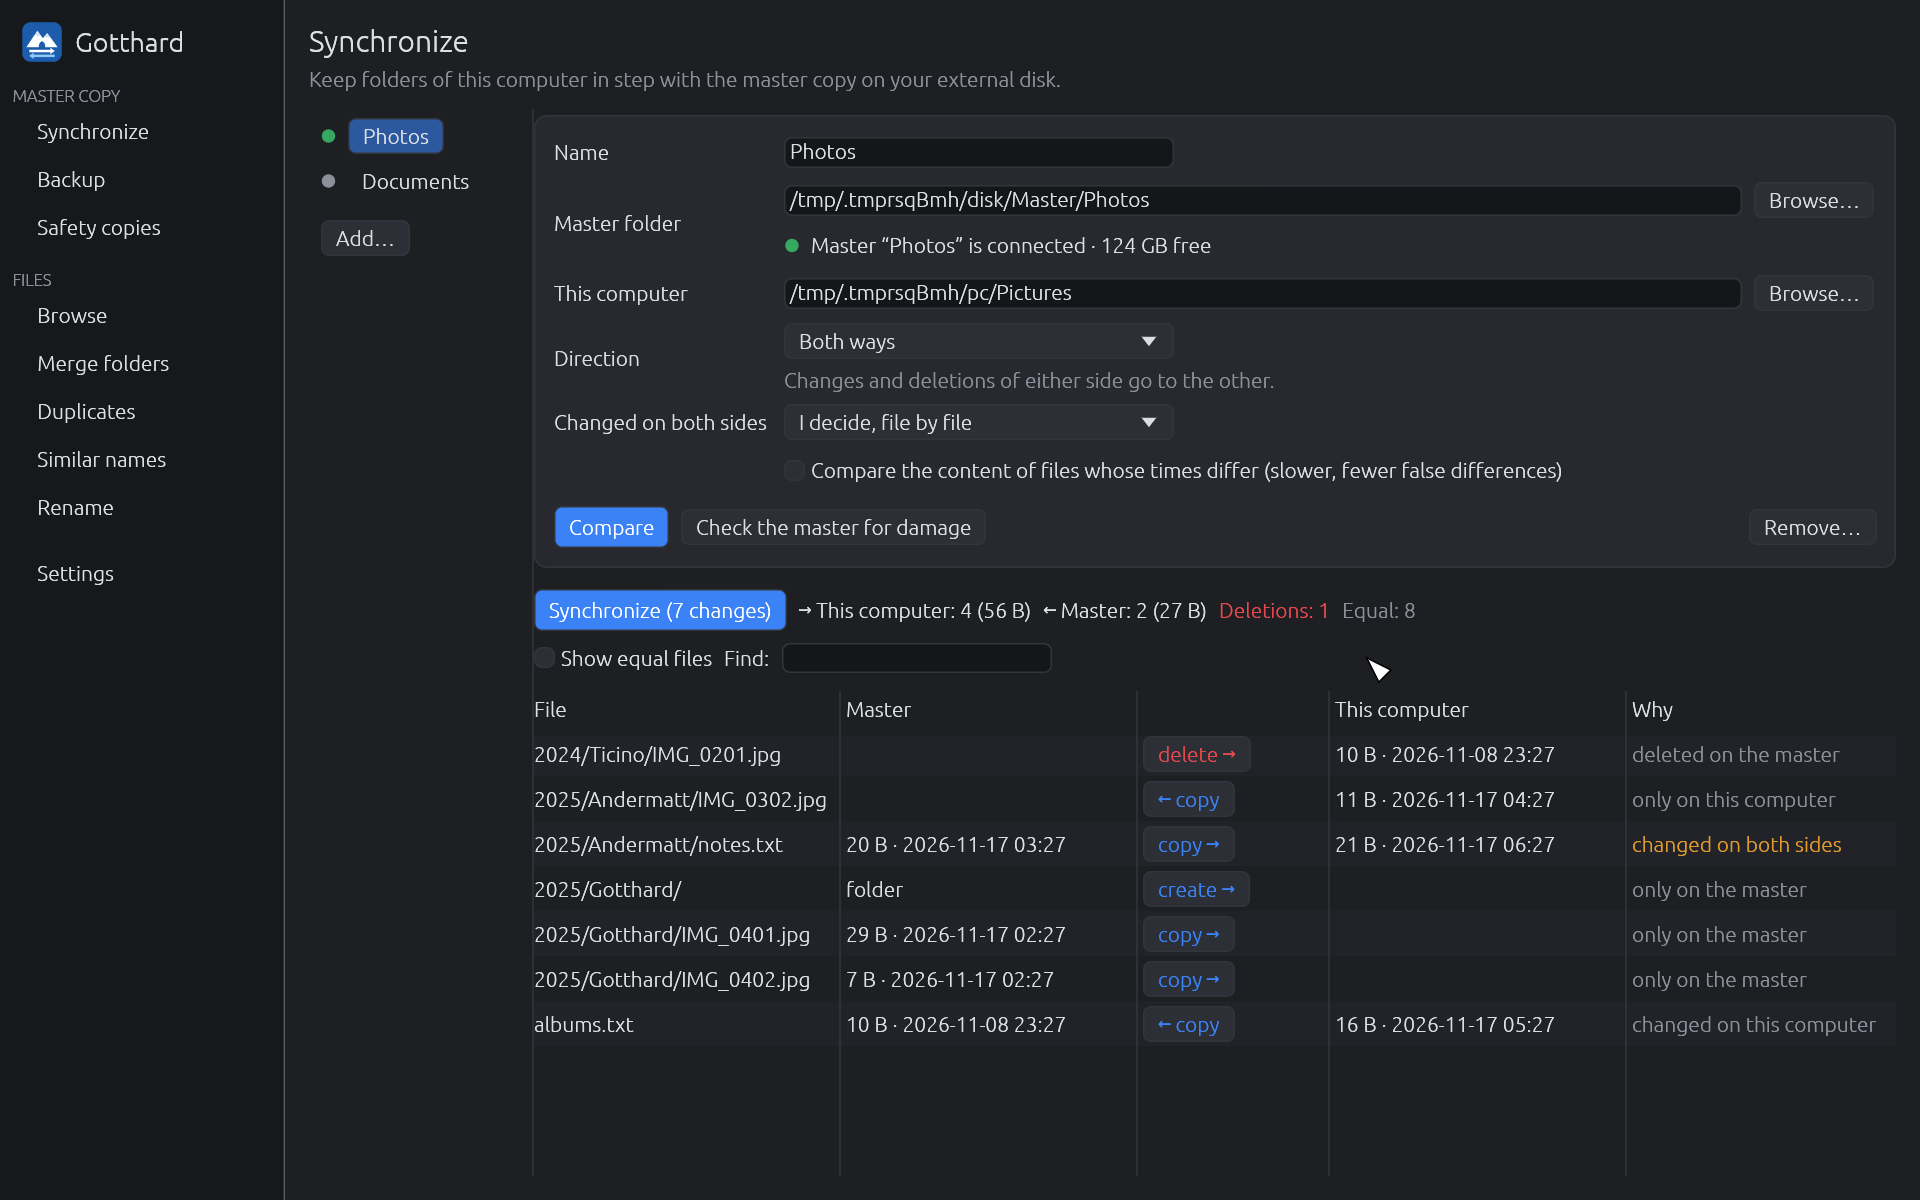 Gotthard
MASTER COPY
Synchronize
Backup
Safety copies
FILES
Browse
Merge folders
Duplicates
Similar names
Rename
Settings
Synchronize
Keep folders of this computer in step with the master copy on your external disk.
Photos
Documents
Add…
Name Photos
Master folder /tmp/.tmprsqBmh/disk/Master/Photos Browse…
Master “Photos” is connected · 124 GB free
This computer /tmp/.tmprsqBmh/pc/Pictures Browse…
Direction Both ways
Changes and deletions of either side go to the other.
Changed on both sides I decide, file by file
Compare the content of files whose times differ (slower, fewer false differences)
Compare Check the master for damage Remove…
Synchronize (7 changes) → This computer: 4 (56 B) ← Master: 2 (27 B) Deletions: 1 Equal: 8
Show equal files Find:
File Master This computer Why
2024/Ticino/IMG_0201.jpg delete → 10 B · 2026-11-08 23:27 deleted on the master
2025/Andermatt/IMG_0302.jpg ← copy 11 B · 2026-11-17 04:27 only on this computer
2025/Andermatt/notes.txt 20 B · 2026-11-17 03:27 copy → 21 B · 2026-11-17 06:27 changed on both sides
2025/Gotthard/ folder create → only on the master
2025/Gotthard/IMG_0401.jpg 29 B · 2026-11-17 02:27 copy → only on the master
2025/Gotthard/IMG_0402.jpg 7 B · 2026-11-17 02:27 copy → only on the master
albums.txt 10 B · 2026-11-08 23:27 ← copy 16 B · 2026-11-17 05:27 changed on this computer